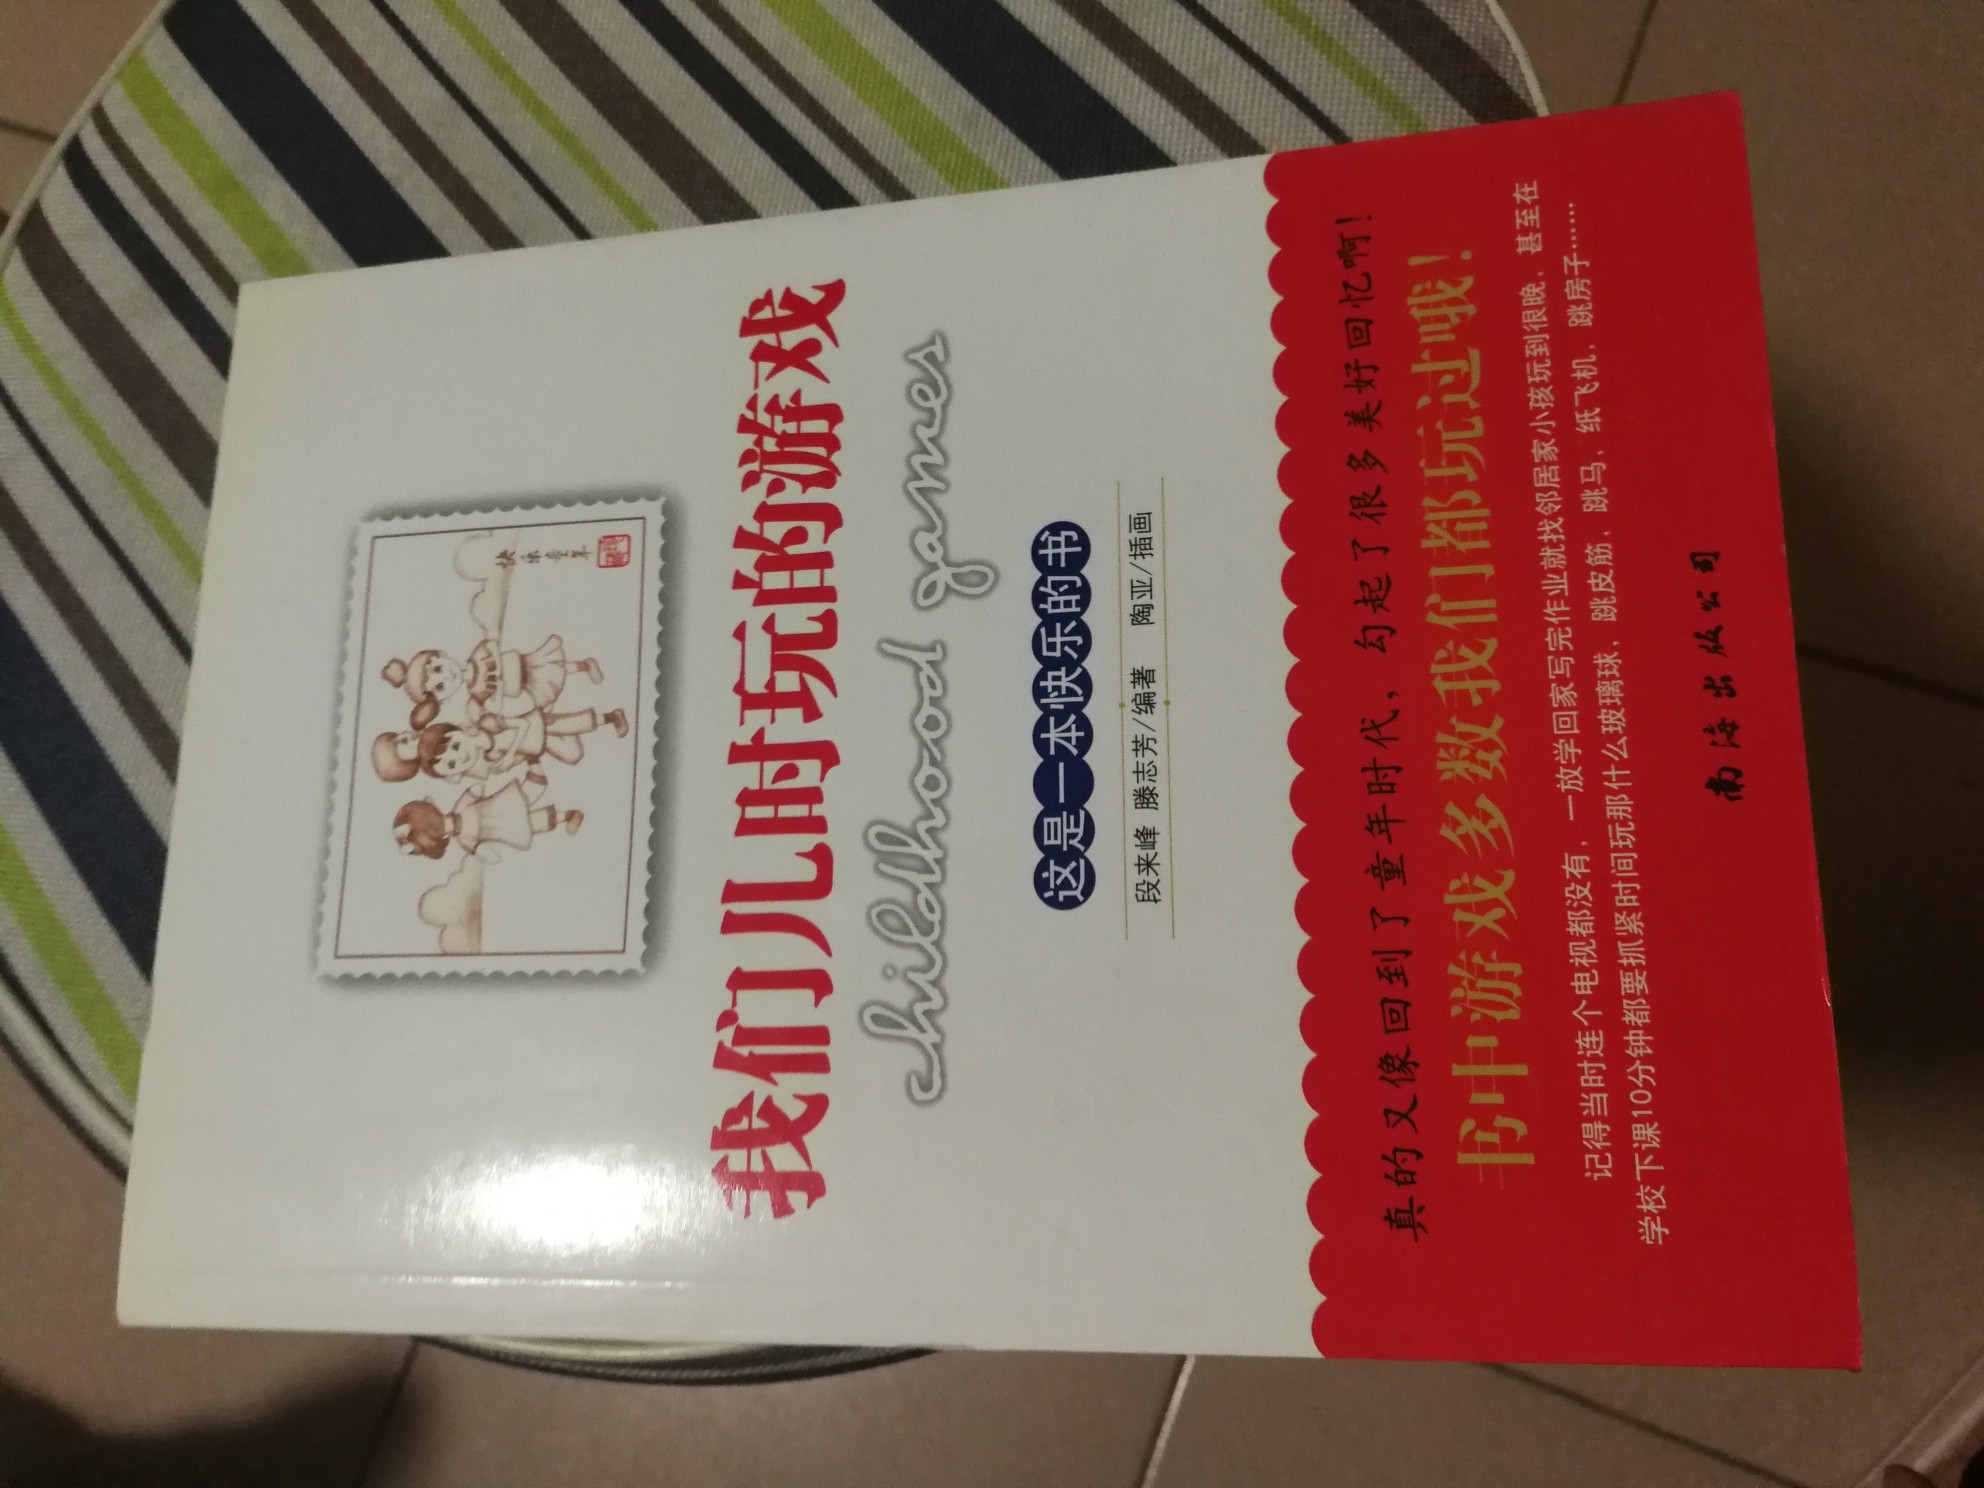 快乐童年
我们儿时玩的游戏
childhood games
这是一本快乐的书
段来峰 滕志芳/编著 陶亚/插画
真的又像回到了童年时代，勾起了很多美好回忆啊！
书中游戏多数我们都玩过哦！
记得当时连个电视都没有，一放学回家写完作业就找邻居家小孩玩到很晚，甚至在
学校下课10分钟都要抓紧时间玩那什么玻璃球、跳皮筋，跳马，纸飞机，跳房子……
南海出版公司